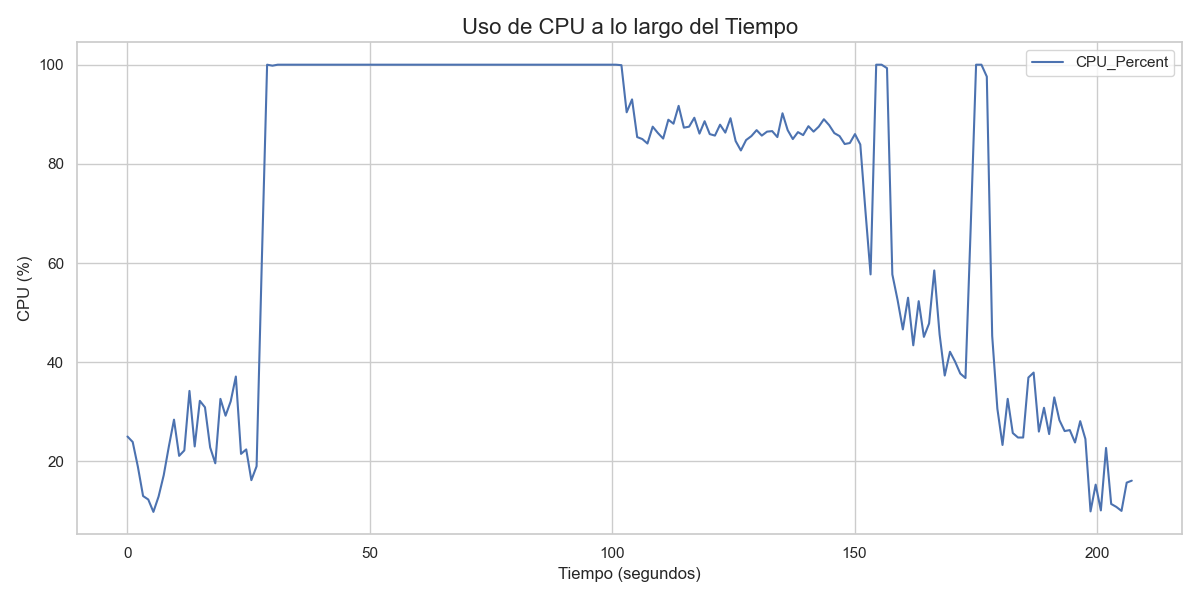 Uso de CPU a lo largo del Tiempo
CPU_Percent
CPU (%)
100
80
60
40
20
0 50 100 150 200
Tiempo (segundos)